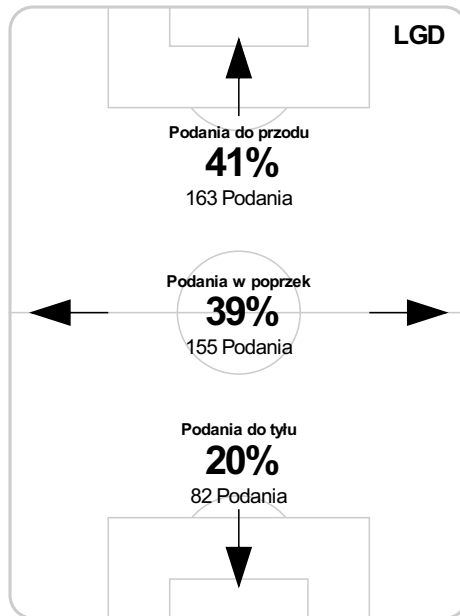 LGD
Podania do przodu
41%
163 Podania
Podania w poprzek
39%
155 Podania
Podania do tyłu
20%
82 Podania